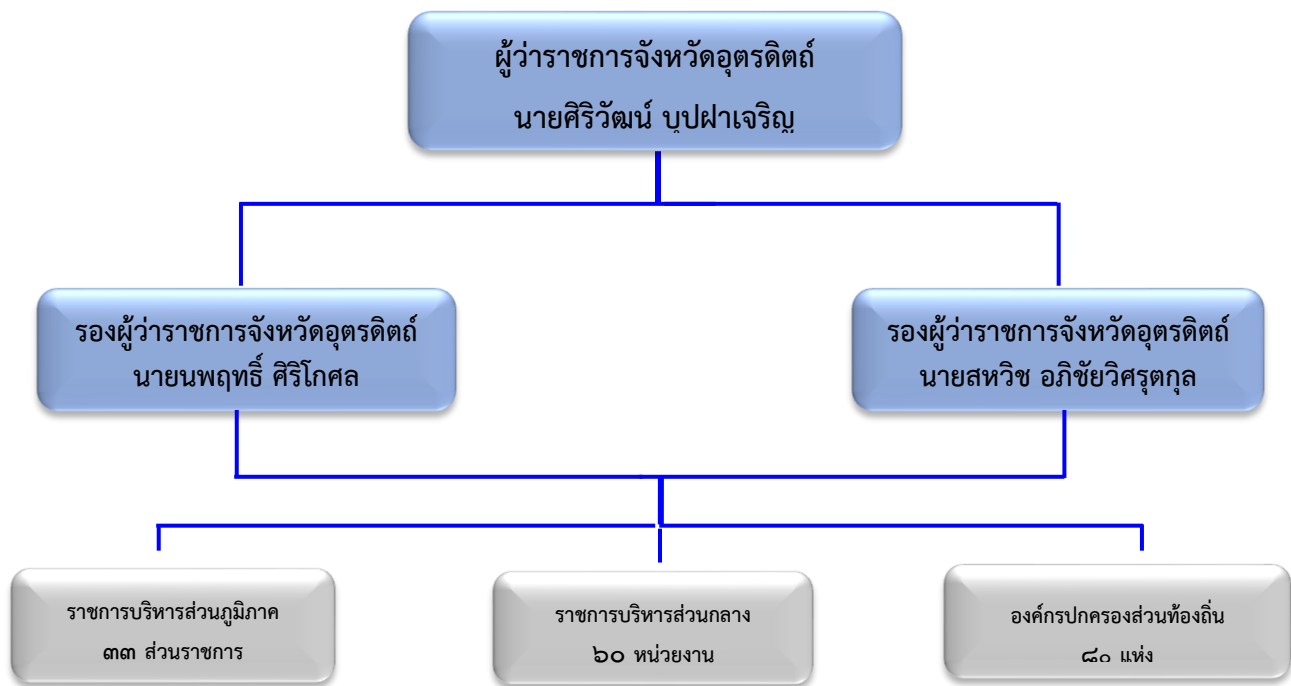 ผู้ว่าราชการจังหวัดอุตรดิตถ์
นายศิริวัฒน์ บุปผาเจริญ
รองผู้ว่าราชการจังหวัดอุตรดิตถ์
นายนพฤทธิ์ ศิริโกศล
รองผู้ว่าราชการจังหวัดอุตรดิตถ์
นายสหวิช อภิชัยวิศรุตกุล
ราชการบริหารส่วนภูมิภาค
๓๓ ส่วนราชการ
ราชการบริหารส่วนกลาง
๖๐ หน่วยงาน
องค์กรปกครองส่วนท้องถิ่น
๘๐ แห่ง